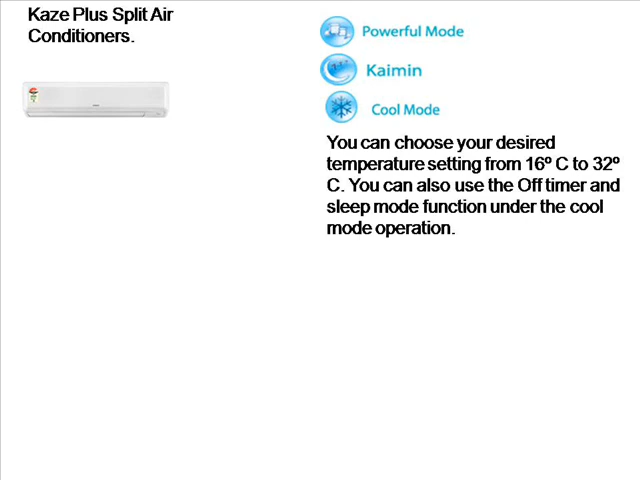 Kaze Plus Split Air
Conditioners.
Powerful Mode
Kaimin
Cool Mode
You can choose your desired
temperature setting from 16º C to 32º
C. You can also use the Off timer and
sleep mode function under the cool
mode operation.